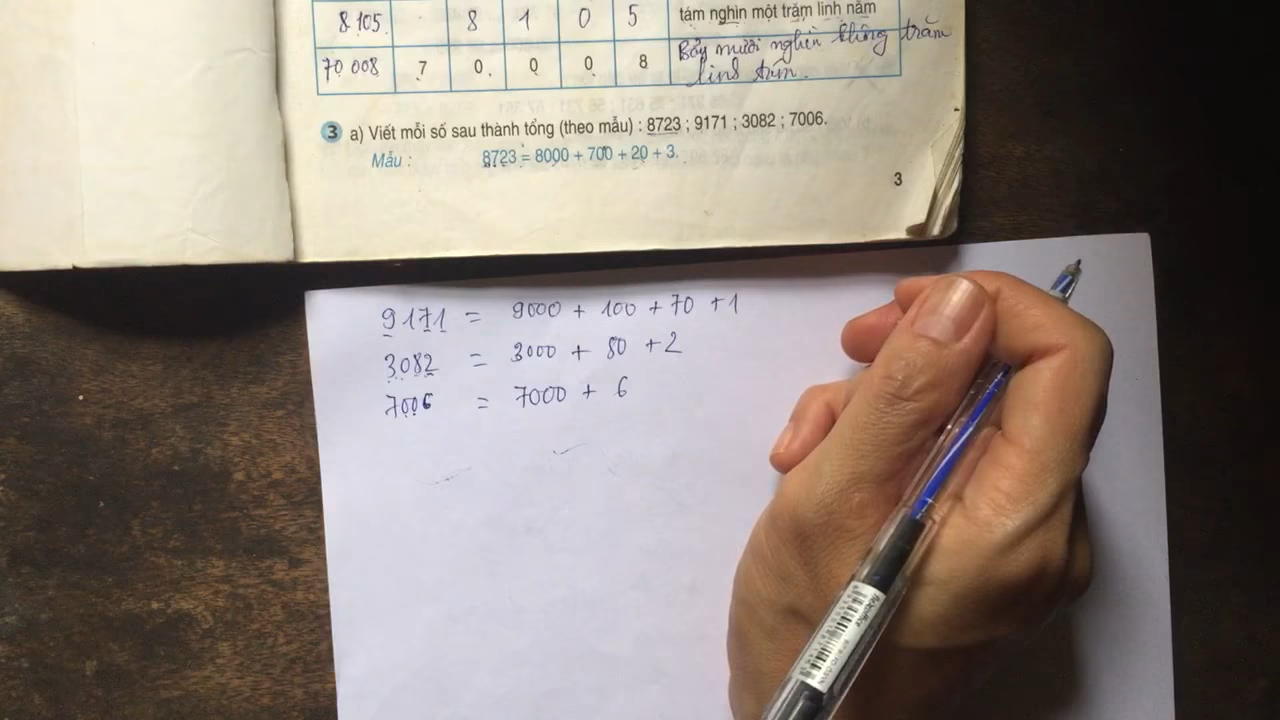 8 105 8 1 0 5 tám nghìn một trăm linh năm
70 008 7 0 0 0 8 Bảy mươi nghìn không trăm
linh tám.
3 a) Viết mỗi số sau thành tổng (theo mẫu) : 8723 ; 9171 ; 3082 ; 7006.
Mẫu : 8723 = 8000 + 700 + 20 + 3.
3
9171 = 9000 + 100 + 70 + 1
3082 = 3000 + 80 + 2
7006 = 7000 + 6